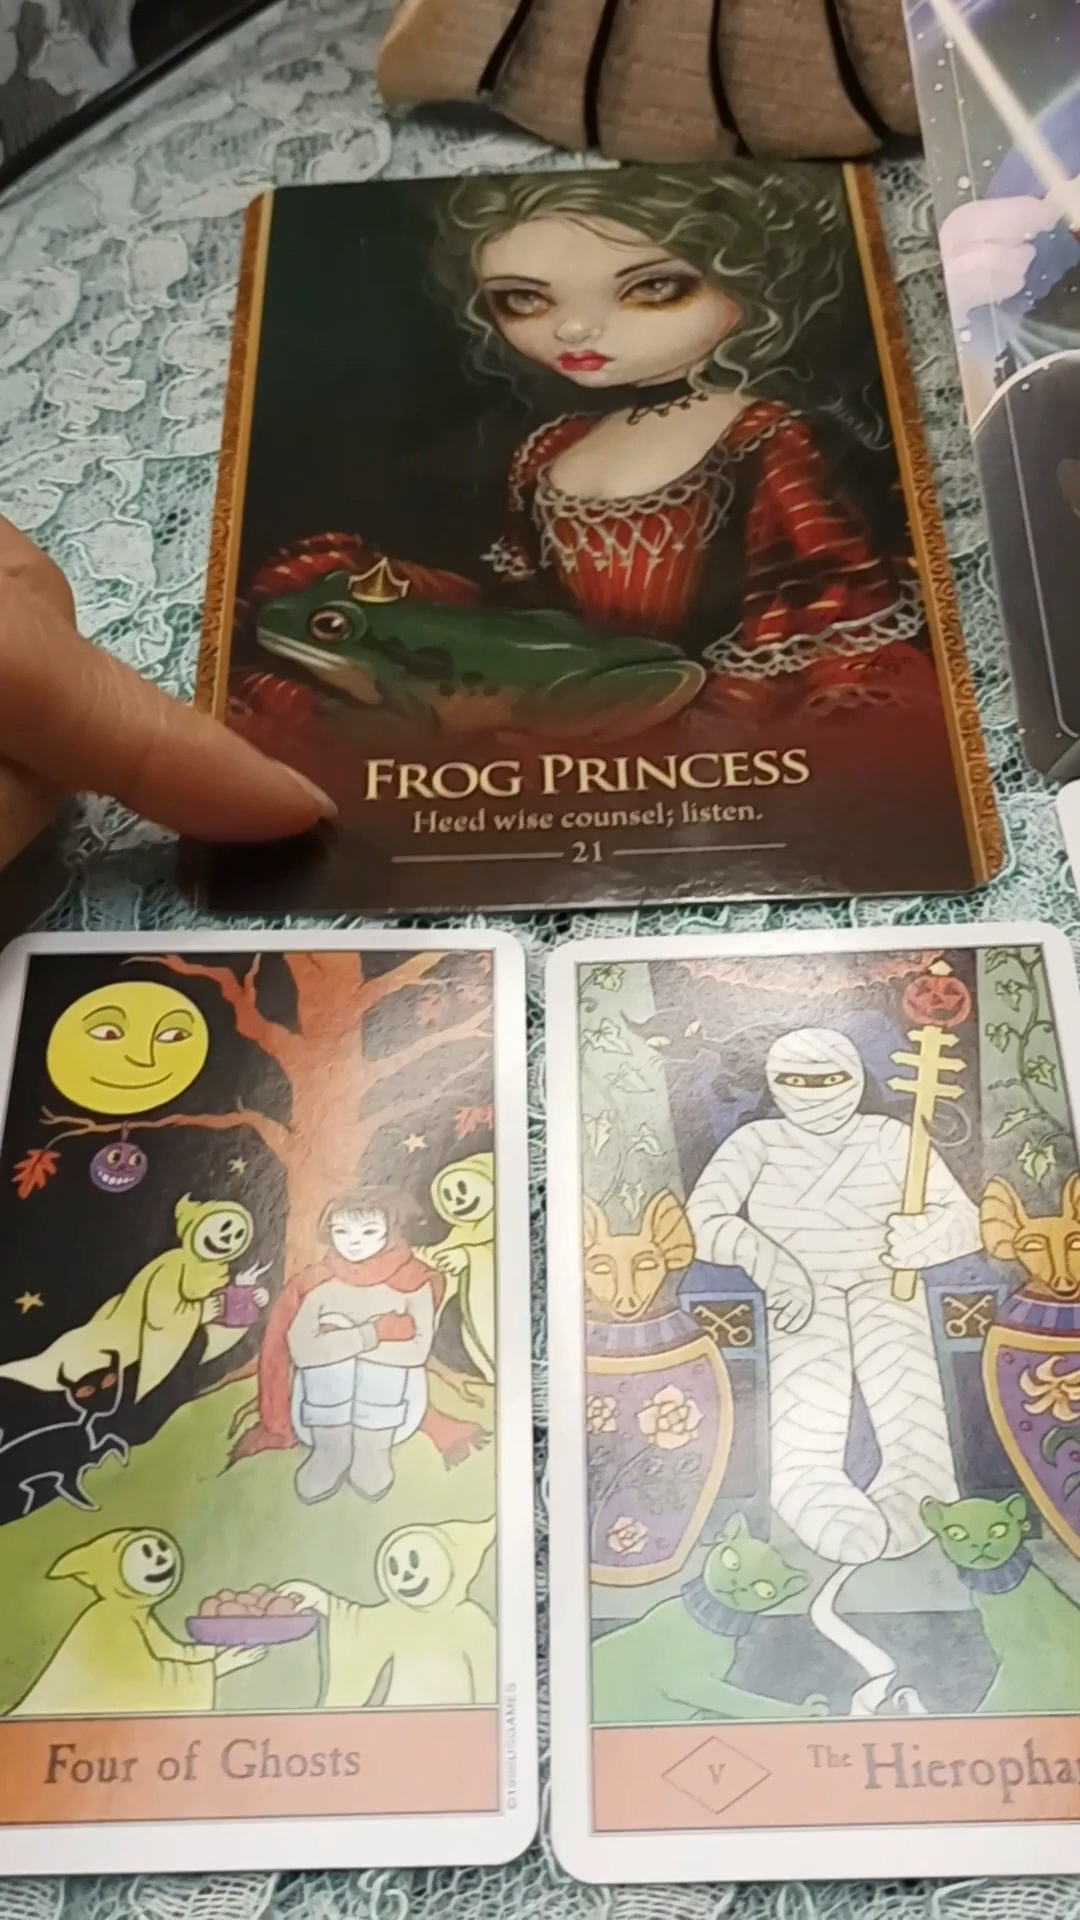 FROG PRINCESS
Heed wise counsel; listen.
21
Four of Ghosts
V
The Hieropha